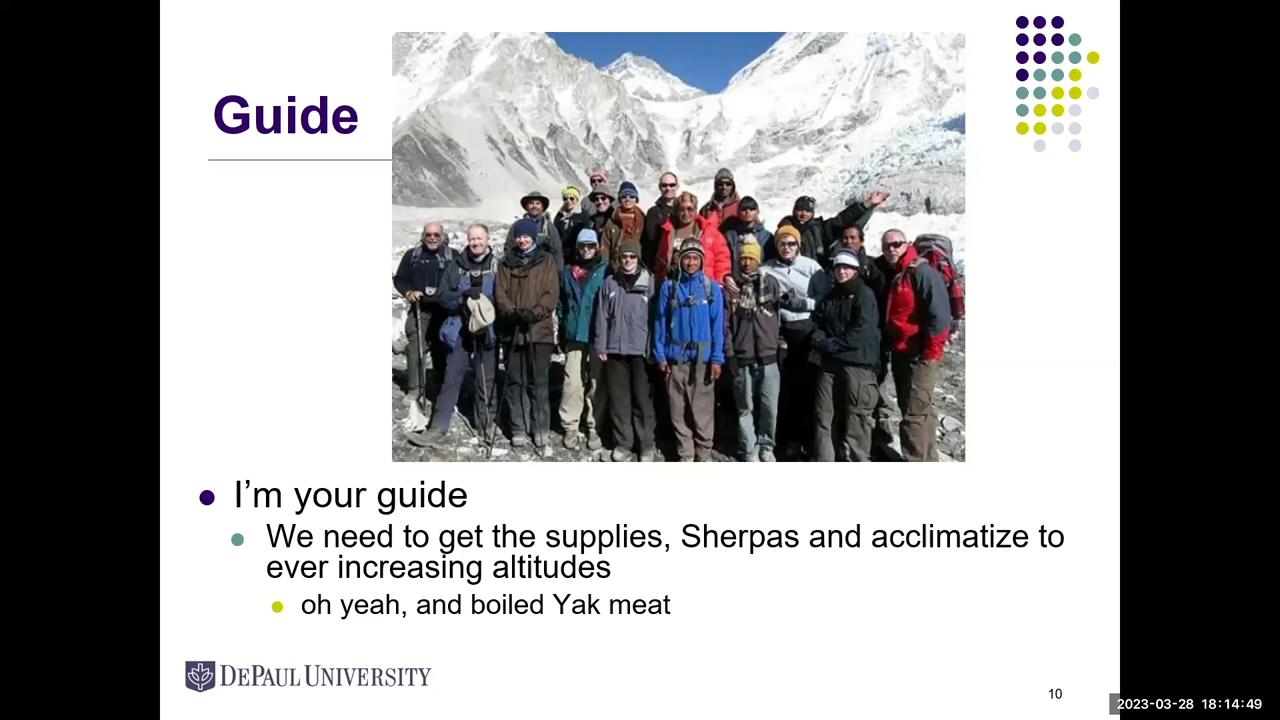 Guide
I'm your guide
We need to get the supplies, Sherpas and acclimatize to
ever increasing altitudes
oh yeah, and boiled Yak meat
DEPAUL UNIVERSITY
10
2023-03-28 18:14:49